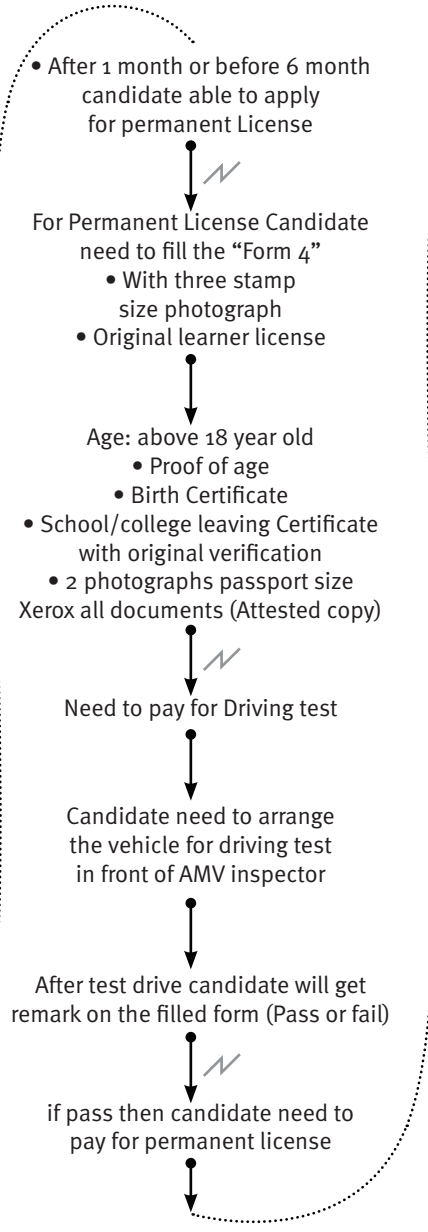 • After 1 month or before 6 month
candidate able to apply
for permanent License
For Permanent License Candidate
need to fill the “Form 4”
• With three stamp
size photograph
• Original learner license
Age: above 18 year old
• Proof of age
• Birth Certificate
• School/college leaving Certificate
with original verification
• 2 photographs passport size
Xerox all documents (Attested copy)
Need to pay for Driving test
Candidate need to arrange
the vehicle for driving test
in front of AMV inspector
After test drive candidate will get
remark on the filled form (Pass or fail)
if pass then candidate need to
pay for permanent license